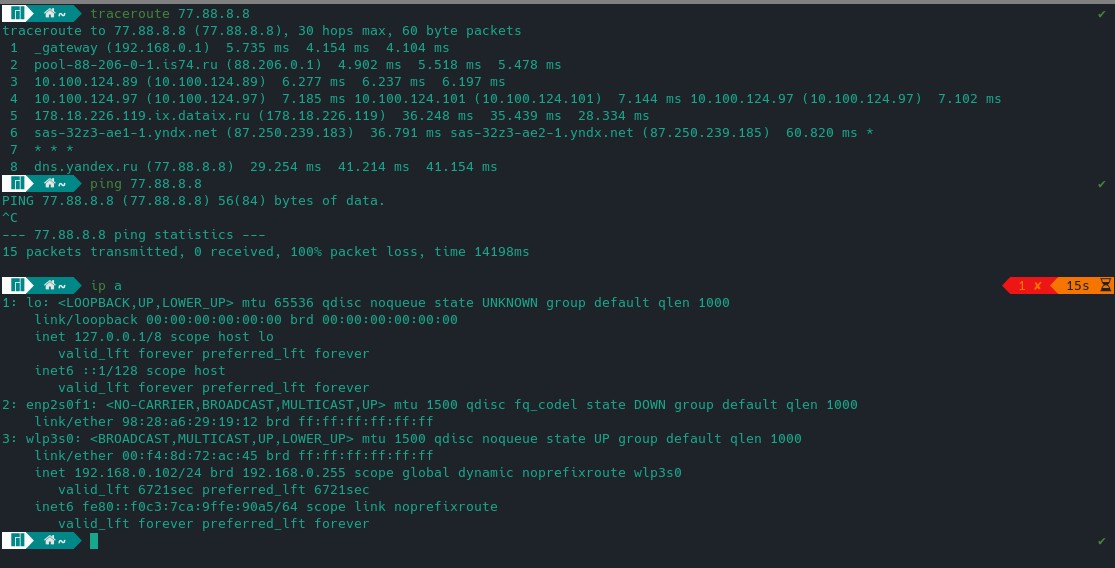 ~ traceroute 77.88.8.8 ✔
traceroute to 77.88.8.8 (77.88.8.8), 30 hops max, 60 byte packets
 1  _gateway (192.168.0.1)  5.735 ms  4.154 ms  4.104 ms
 2  pool-88-206-0-1.is74.ru (88.206.0.1)  4.902 ms  5.518 ms  5.478 ms
 3  10.100.124.89 (10.100.124.89)  6.277 ms  6.237 ms  6.197 ms
 4  10.100.124.97 (10.100.124.97)  7.185 ms 10.100.124.101 (10.100.124.101)  7.144 ms 10.100.124.97 (10.100.124.97)  7.102 ms
 5  178.18.226.119.ix.dataix.ru (178.18.226.119)  36.248 ms  35.439 ms  28.334 ms
 6  sas-32z3-ae1-1.yndx.net (87.250.239.183)  36.791 ms sas-32z3-ae2-1.yndx.net (87.250.239.185)  60.820 ms *
 7  * * *
 8  dns.yandex.ru (77.88.8.8)  29.254 ms  41.214 ms  41.154 ms
~ ping 77.88.8.8 ✔
PING 77.88.8.8 (77.88.8.8) 56(84) bytes of data.
^C
--- 77.88.8.8 ping statistics ---
15 packets transmitted, 0 received, 100% packet loss, time 14198ms
~ ip a 1 ✘ 15s
1: lo: <LOOPBACK,UP,LOWER_UP> mtu 65536 qdisc noqueue state UNKNOWN group default qlen 1000
    link/loopback 00:00:00:00:00:00 brd 00:00:00:00:00:00
    inet 127.0.0.1/8 scope host lo
       valid_lft forever preferred_lft forever
    inet6 ::1/128 scope host
       valid_lft forever preferred_lft forever
2: enp2s0f1: <NO-CARRIER,BROADCAST,MULTICAST,UP> mtu 1500 qdisc fq_codel state DOWN group default qlen 1000
    link/ether 98:28:a6:29:19:12 brd ff:ff:ff:ff:ff:ff
3: wlp3s0: <BROADCAST,MULTICAST,UP,LOWER_UP> mtu 1500 qdisc noqueue state UP group default qlen 1000
    link/ether 00:f4:8d:72:ac:45 brd ff:ff:ff:ff:ff:ff
    inet 192.168.0.102/24 brd 192.168.0.255 scope global dynamic noprefixroute wlp3s0
       valid_lft 6721sec preferred_lft 6721sec
    inet6 fe80::f0c3:7ca:9ffe:90a5/64 scope link noprefixroute
       valid_lft forever preferred_lft forever
~ ✔